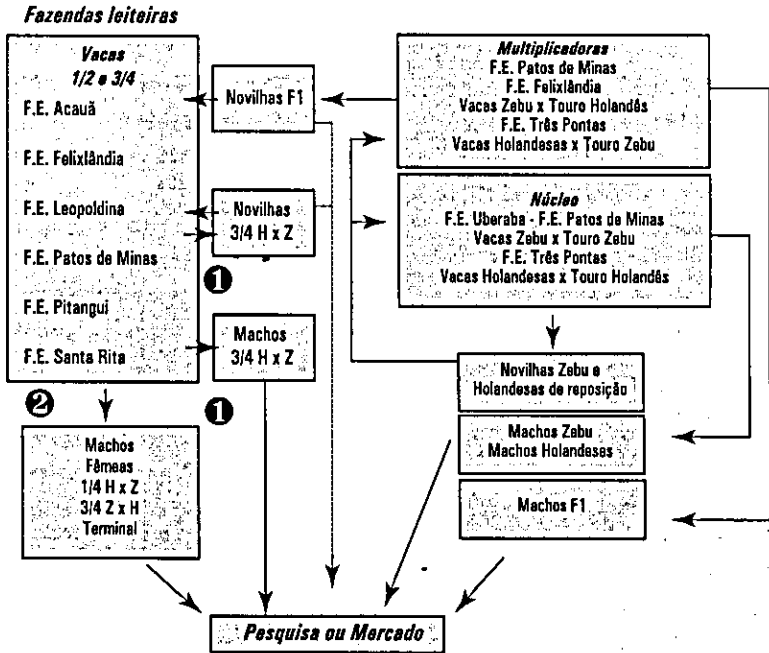 Fazendas leiteiras
Vacas
1/2 e 3/4
F.E. Acauã
F.E. Felixlândia
F.E. Leopoldina
F.E. Patos de Minas
F.E. Pitangui
F.E. Santa Rita
Novilhas F1
Novilhas
3/4 H x Z
1
Machos
3/4 H x Z
1
2
Machos
Fêmeas
1/4 H x Z
3/4 Z x H
Terminal
Multiplicadoras
F.E. Patos de Minas
F.E. Felixlândia
Vacas Zebu x Touro Holandês
F.E. Três Pontas
Vacas Holandesas x Touro Zebu
Núcleo
F.E. Uberaba - F.E. Patos de Minas
Vacas Zebu x Touro Zebu
F.E. Três Pontas
Vacas Holandesas x Touro Holandês
Novilhas Zebu e
Holandesas de reposição
Machos Zebu
Machos Holandeses
Machos F1
Pesquisa ou Mercado